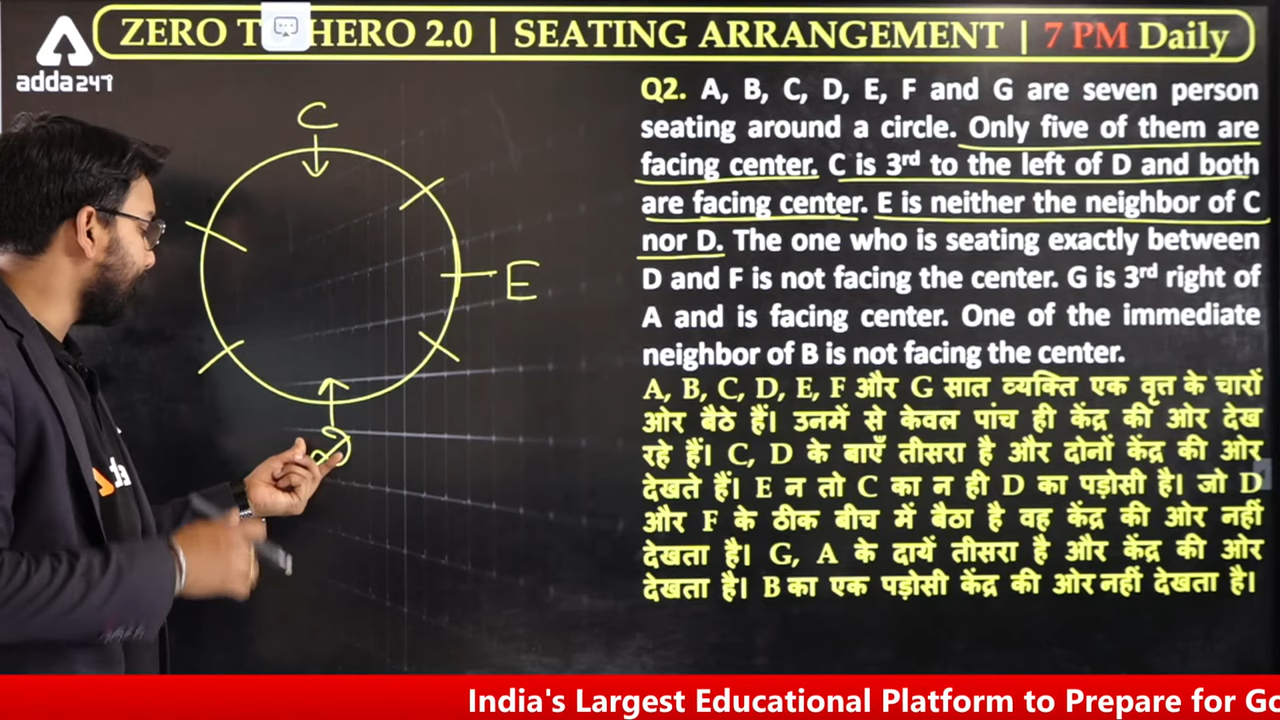 ZERO T HERO 2.0 | SEATING ARRANGEMENT | 7 PM Daily
adda247
C
E
D
Q2. A, B, C, D, E, F and G are seven person
seating around a circle. Only five of them are
facing center. C is 3rd to the left of D and both
are facing center. E is neither the neighbor of C
nor D. The one who is seating exactly between
D and F is not facing the center. G is 3rd right of
A and is facing center. One of the immediate
neighbor of B is not facing the center.
A, B, C, D, E, F और G सात व्यक्ति एक वृत्त के चारों
ओर बैठे हैं। उनमें से केवल पांच ही केंद्र की ओर देख
रहे हैं। C, D के बाएँ तीसरा है और दोनों केंद्र की ओर
देखते हैं। E न तो C का न ही D का पड़ोसी है। जो D
और F के ठीक बीच में बैठा है वह केंद्र की ओर नहीं
देखता है। G, A के दायें तीसरा है और केंद्र की ओर
देखता है। B का एक पड़ोसी केंद्र की ओर नहीं देखता है।
India's Largest Educational Platform to Prepare for Go